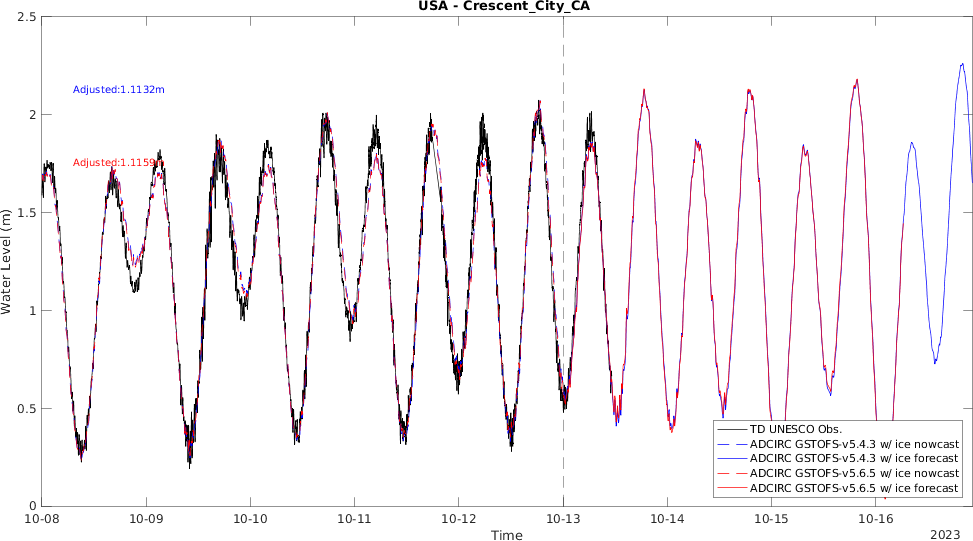 USA - Crescent_City_CA
2.5
2
1.5
1
0.5
0
Water Level (m)
Adjusted:1.1132m
Adjusted:1.1159m
TD UNESCO Obs.
ADCIRC GSTOFS-v5.4.3 w/ ice nowcast
ADCIRC GSTOFS-v5.4.3 w/ ice forecast
ADCIRC GSTOFS-v5.6.5 w/ ice nowcast
ADCIRC GSTOFS-v5.6.5 w/ ice forecast
10-08 10-09 10-10 10-11 10-12 10-13 10-14 10-15 10-16
Time
2023